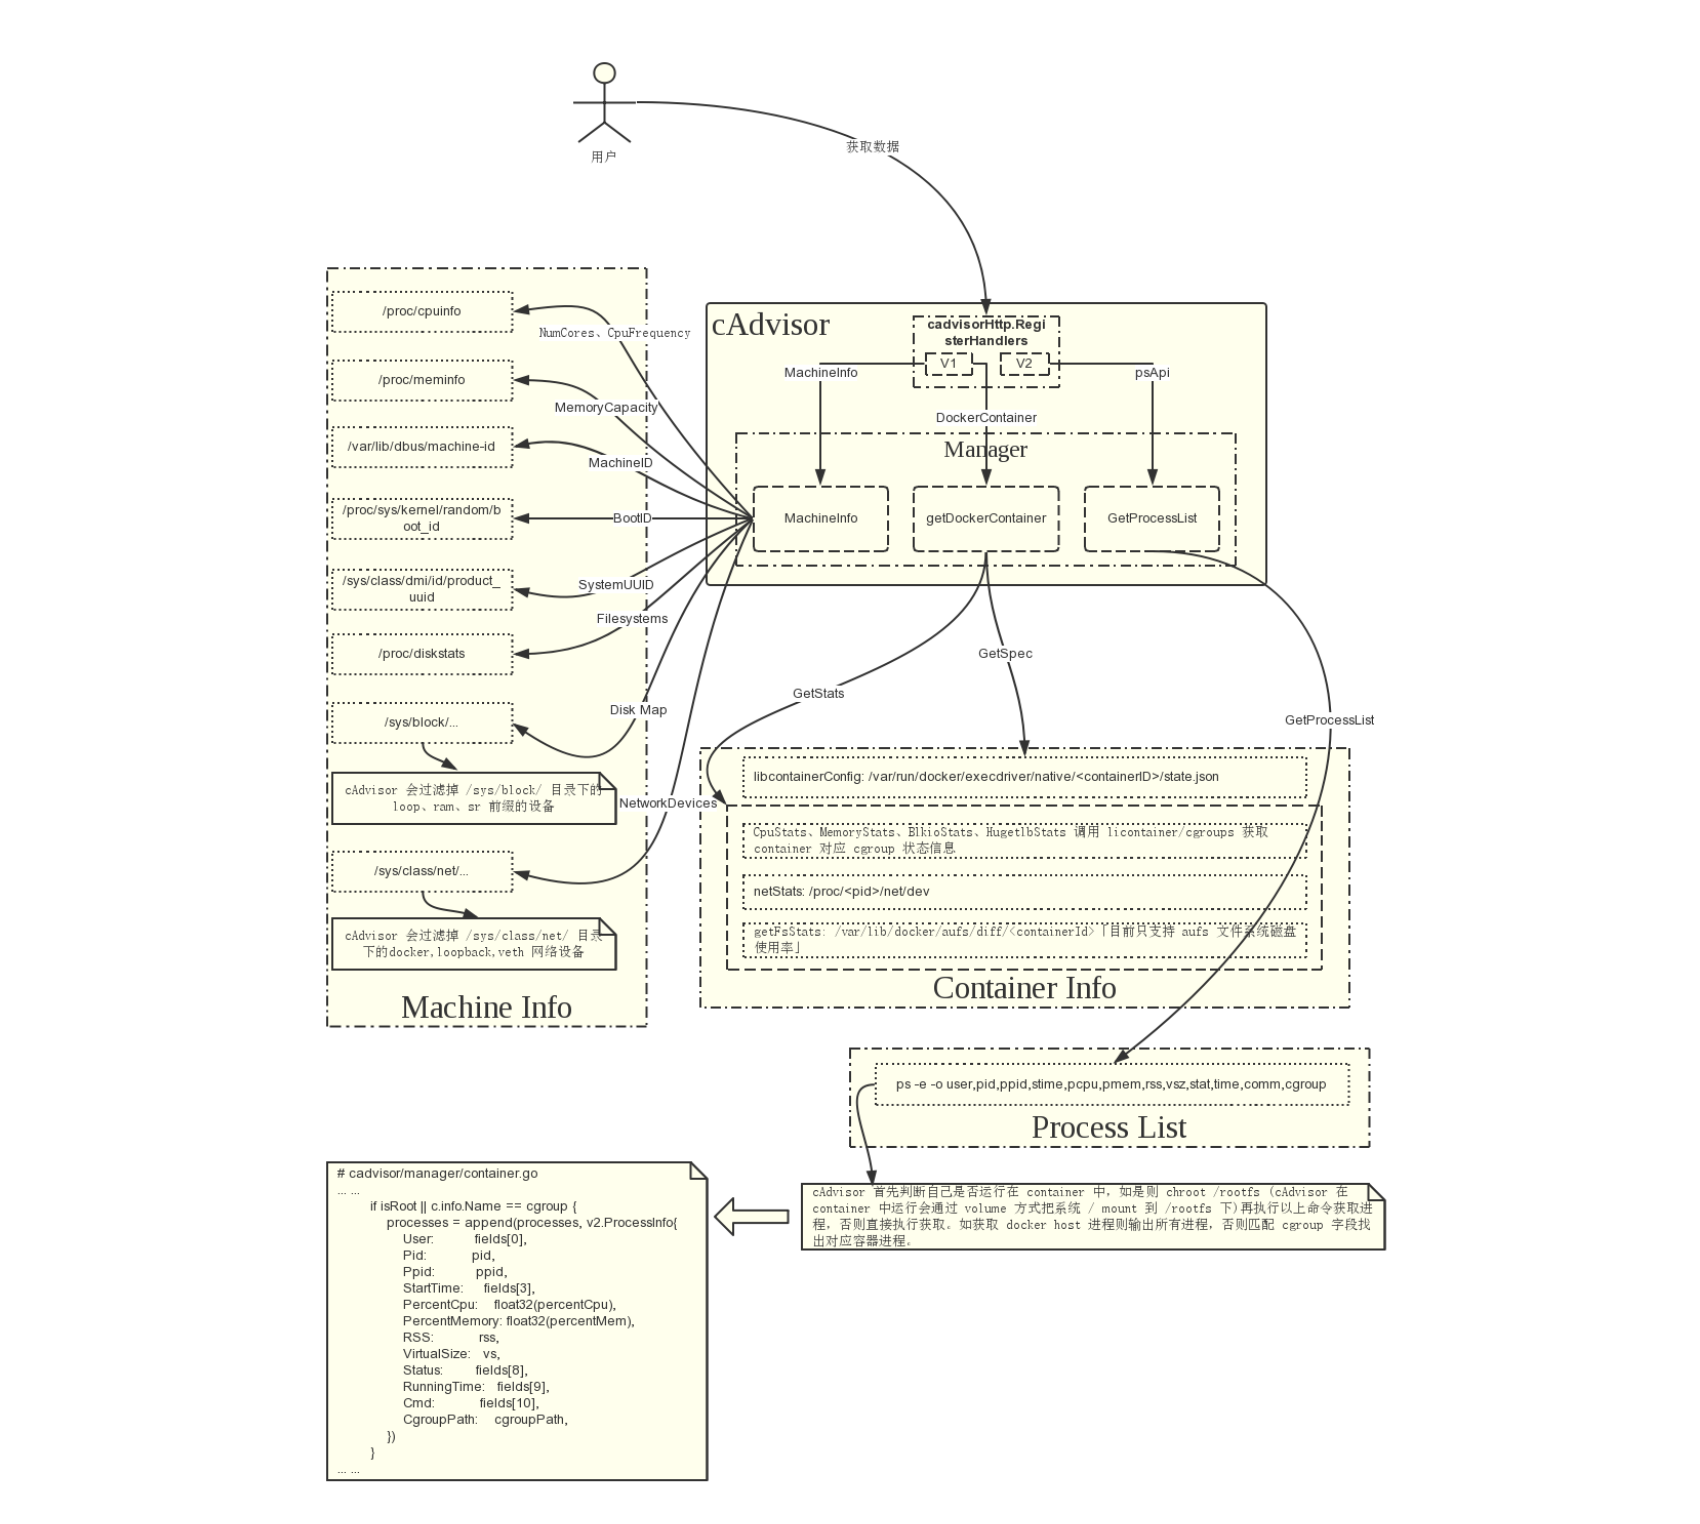 用户
获取数据
cAdvisor
cadvisorHttp.Regi
sterHandlers
V1
V2
MachineInfo
psApi
DockerContainer
Manager
MachineInfo
getDockerContainer
GetProcessList
/proc/cpuinfo
NumCores、CpuFrequency
/proc/meminfo
MemoryCapacity
/var/lib/dbus/machine-id
MachineID
/proc/sys/kernel/random/b
oot_id
BootID
/sys/class/dmi/id/product_
uuid
SystemUUID
Filesystems
/proc/diskstats
Disk Map
/sys/block/...
cAdvisor 会过滤掉 /sys/block/ 目录下的
loop、ram、sr 前缀的设备
NetworkDevices
/sys/class/net/...
cAdvisor 会过滤掉 /sys/class/net/ 目录
下的docker,loopback,veth 网络设备
Machine Info
GetSpec
GetStats
GetProcessList
libcontainerConfig: /var/run/docker/execdriver/native/<containerID>/state.json
CpuStats、MemoryStats、BlkioStats、HugetlbStats 调用 licontainer/cgroups 获取
container 对应 cgroup 状态信息
netStats: /proc/<pid>/net/dev
getFsStats: /var/lib/docker/aufs/diff/<containerId>「目前只支持 aufs 文件系统磁盘
使用率」
Container Info
ps -e -o user,pid,ppid,stime,pcpu,pmem,rss,vsz,stat,time,comm,cgroup
Process List
cAdvisor 首先判断自己是否运行在 container 中，如是则 chroot /rootfs (cAdvisor 在
container 中运行会通过 volume 方式把系统 / mount 到 /rootfs 下)再执行以上命令获取进
程，否则直接执行获取。如获取 docker host 进程则输出所有进程，否则匹配 cgroup 字段找
出对应容器进程。
# cadvisor/manager/container.go
... ...
if isRoot || c.info.Name == cgroup {
processes = append(processes, v2.ProcessInfo{
User: fields[0],
Pid: pid,
Ppid: ppid,
StartTime: fields[3],
PercentCpu: float32(percentCpu),
PercentMemory: float32(percentMem),
RSS: rss,
VirtualSize: vs,
Status: fields[8],
RunningTime: fields[9],
Cmd: fields[10],
CgroupPath: cgroupPath,
})
}
... ...